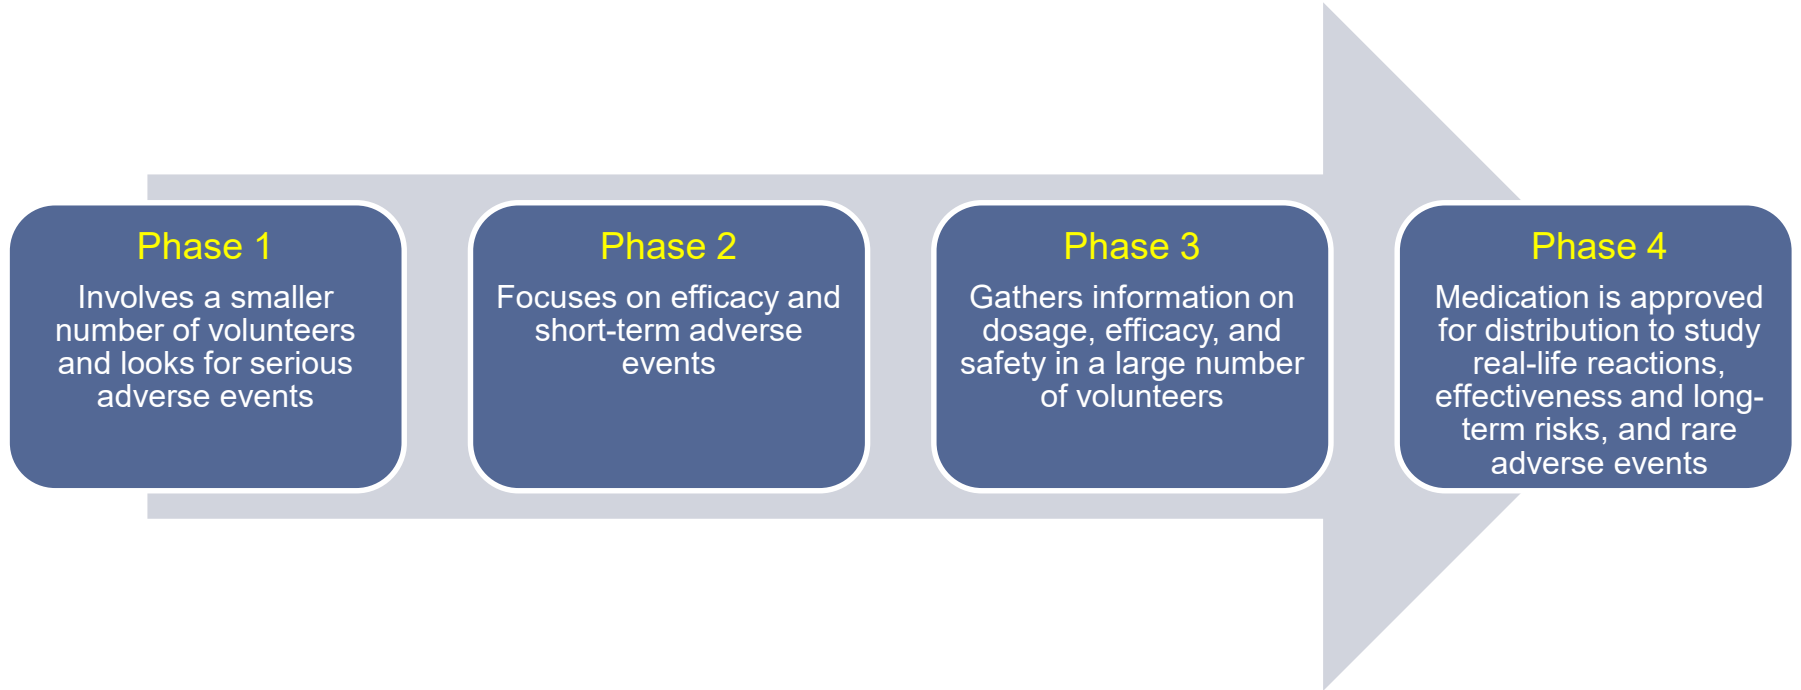 Phase 1
Involves a smaller
number of volunteers
and looks for serious
adverse events
Phase 2
Focuses on efficacy and
short-term adverse
events
Phase 3
Gathers information on
dosage, efficacy, and
safety in a large number
of volunteers
Phase 4
Medication is approved
for distribution to study
real-life reactions,
effectiveness and long-
term risks, and rare
adverse events